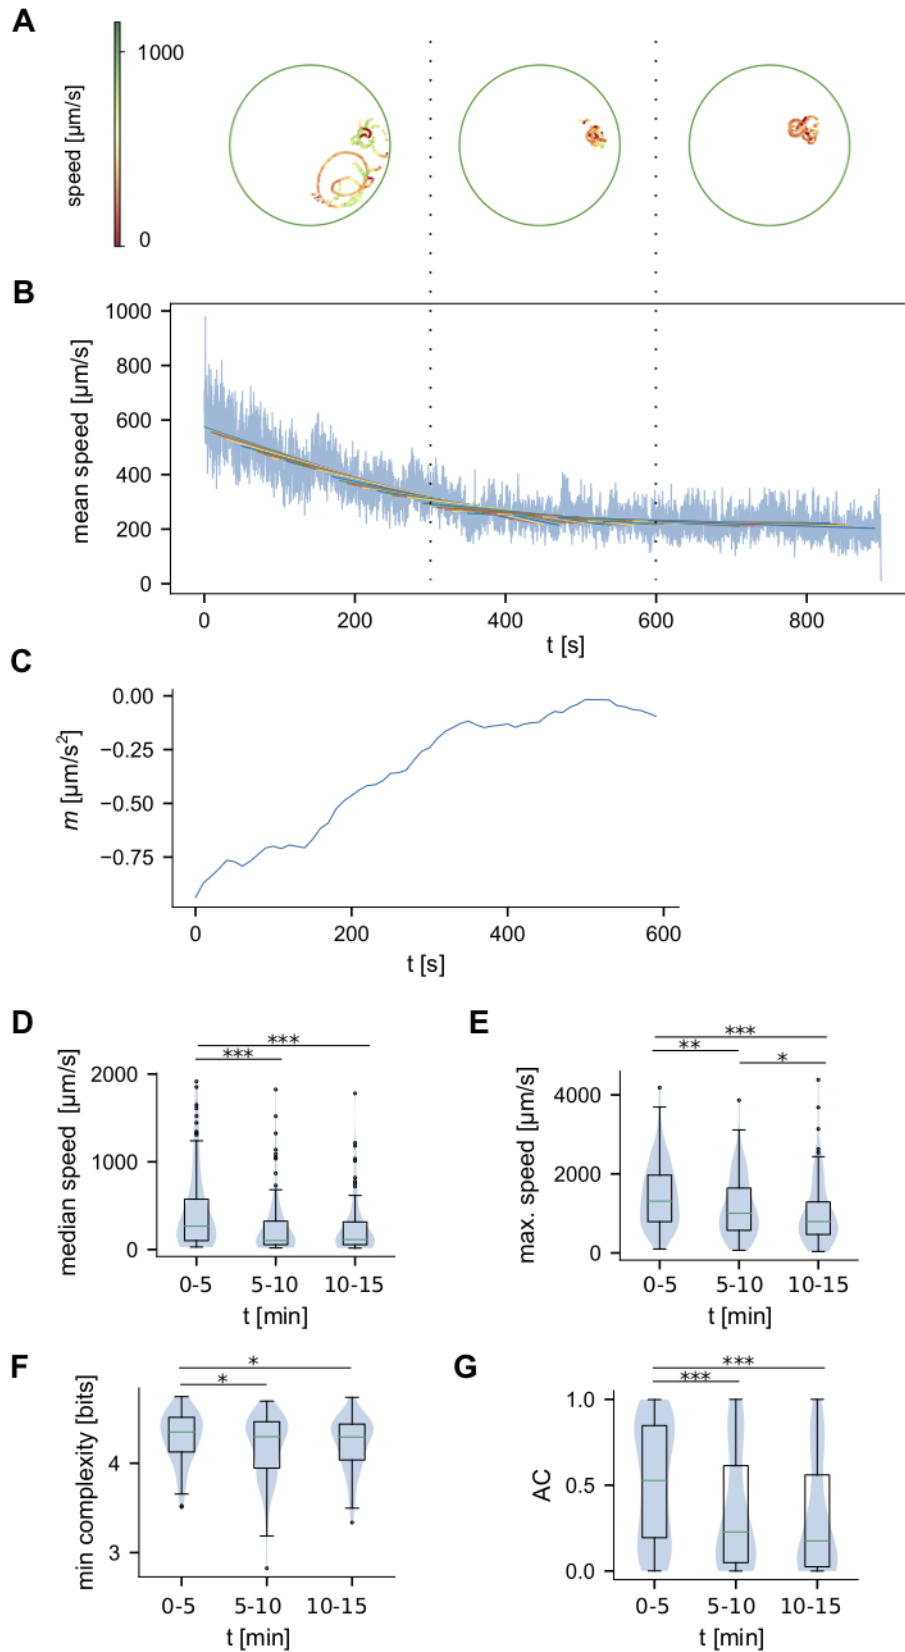 A
speed [µm/s]
1000
0
B
mean speed [µm/s]
1000
800
600
400
200
0
0 200 400 600 800
t [s]
C
m [µm/s²]
0.00
−0.25
−0.50
−0.75
0 200 400 600
t [s]
D
median speed [µm/s]
*** 
***
2000
1000
0
0-5 5-10 10-15
t [min]
E
max. speed [µm/s]
***
**
*
4000
2000
0
0-5 5-10 10-15
t [min]
F
min complexity [bits]
*
*
4
3
0-5 5-10 10-15
t [min]
G
AC
***
***
1.0
0.5
0.0
0-5 5-10 10-15
t [min]